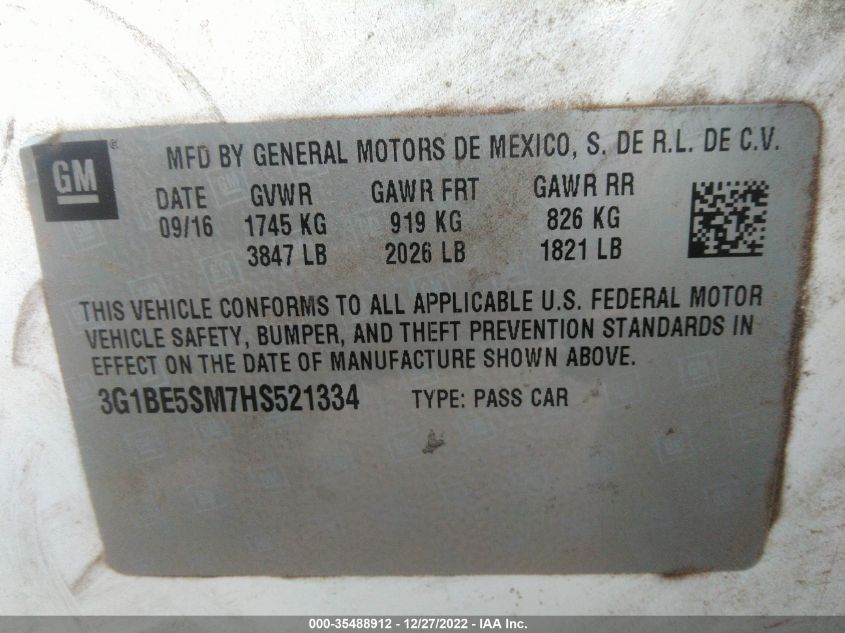 GM ®
MFD BY GENERAL MOTORS DE MEXICO, S. DE R.L. DE C.V.
DATE GVWR GAWR FRT GAWR RR
09/16 1745 KG 919 KG 826 KG
3847 LB 2026 LB 1821 LB
THIS VEHICLE CONFORMS TO ALL APPLICABLE U.S. FEDERAL MOTOR
VEHICLE SAFETY, BUMPER, AND THEFT PREVENTION STANDARDS IN
EFFECT ON THE DATE OF MANUFACTURE SHOWN ABOVE.
3G1BE5SM7HS521334 TYPE: PASS CAR
000-35488912 - 12/27/2022 - IAA Inc.